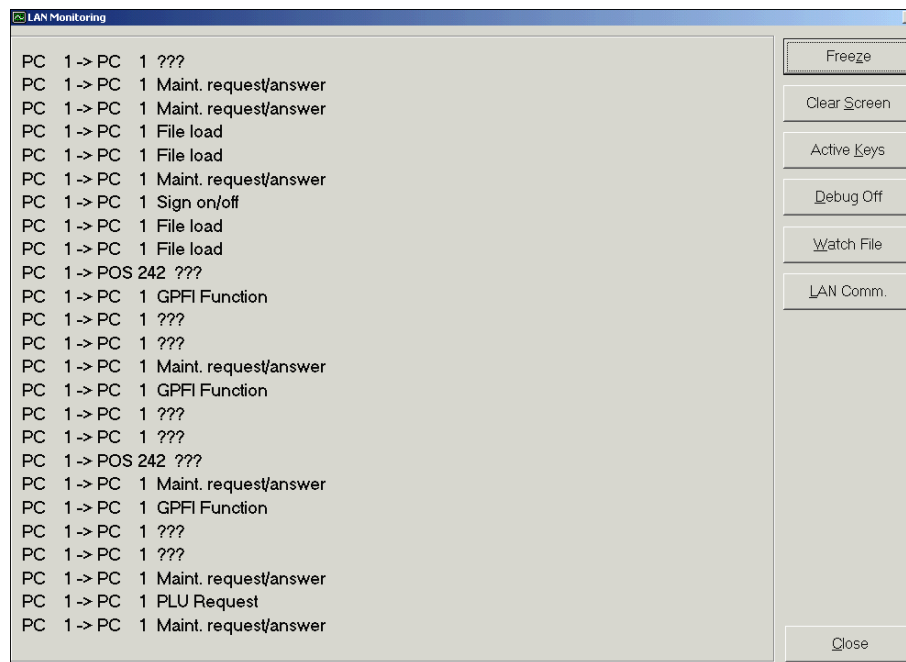 LAN Monitoring
PC 1 -> PC 1 ???
PC 1 -> PC 1 Maint. request/answer
PC 1 -> PC 1 Maint. request/answer
PC 1 -> PC 1 File load
PC 1 -> PC 1 File load
PC 1 -> PC 1 Maint. request/answer
PC 1 -> PC 1 Sign on/off
PC 1 -> PC 1 File load
PC 1 -> PC 1 File load
PC 1 -> POS 242 ???
PC 1 -> PC 1 GPFI Function
PC 1 -> PC 1 ???
PC 1 -> PC 1 ???
PC 1 -> PC 1 Maint. request/answer
PC 1 -> PC 1 GPFI Function
PC 1 -> PC 1 ???
PC 1 -> PC 1 ???
PC 1 -> POS 242 ???
PC 1 -> PC 1 Maint. request/answer
PC 1 -> PC 1 GPFI Function
PC 1 -> PC 1 ???
PC 1 -> PC 1 ???
PC 1 -> PC 1 Maint. request/answer
PC 1 -> PC 1 PLU Request
PC 1 -> PC 1 Maint. request/answer
Freeze
Clear Screen
Active Keys
Debug Off
Watch File
LAN Comm.
Close